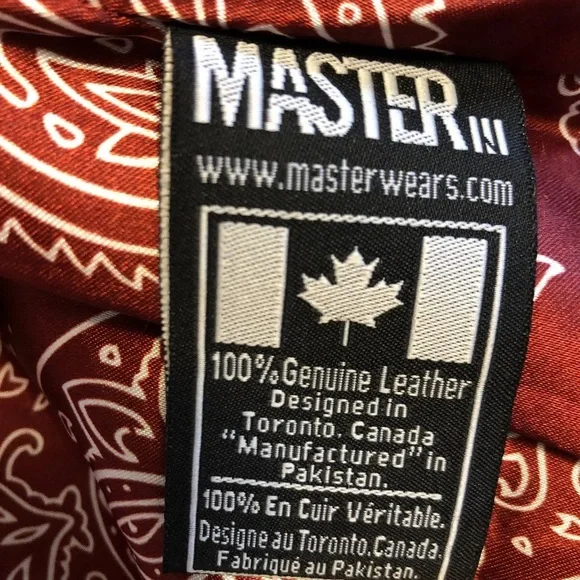 MASTER IN
www.masterwears.com
100% Genuine Leather
Designed in
Toronto. Canada
"Manufactured" in
Pakistan.
100% En Cuir Véritable.
Designe au Toronto. Canada.
Fabriqué au Pakistan.